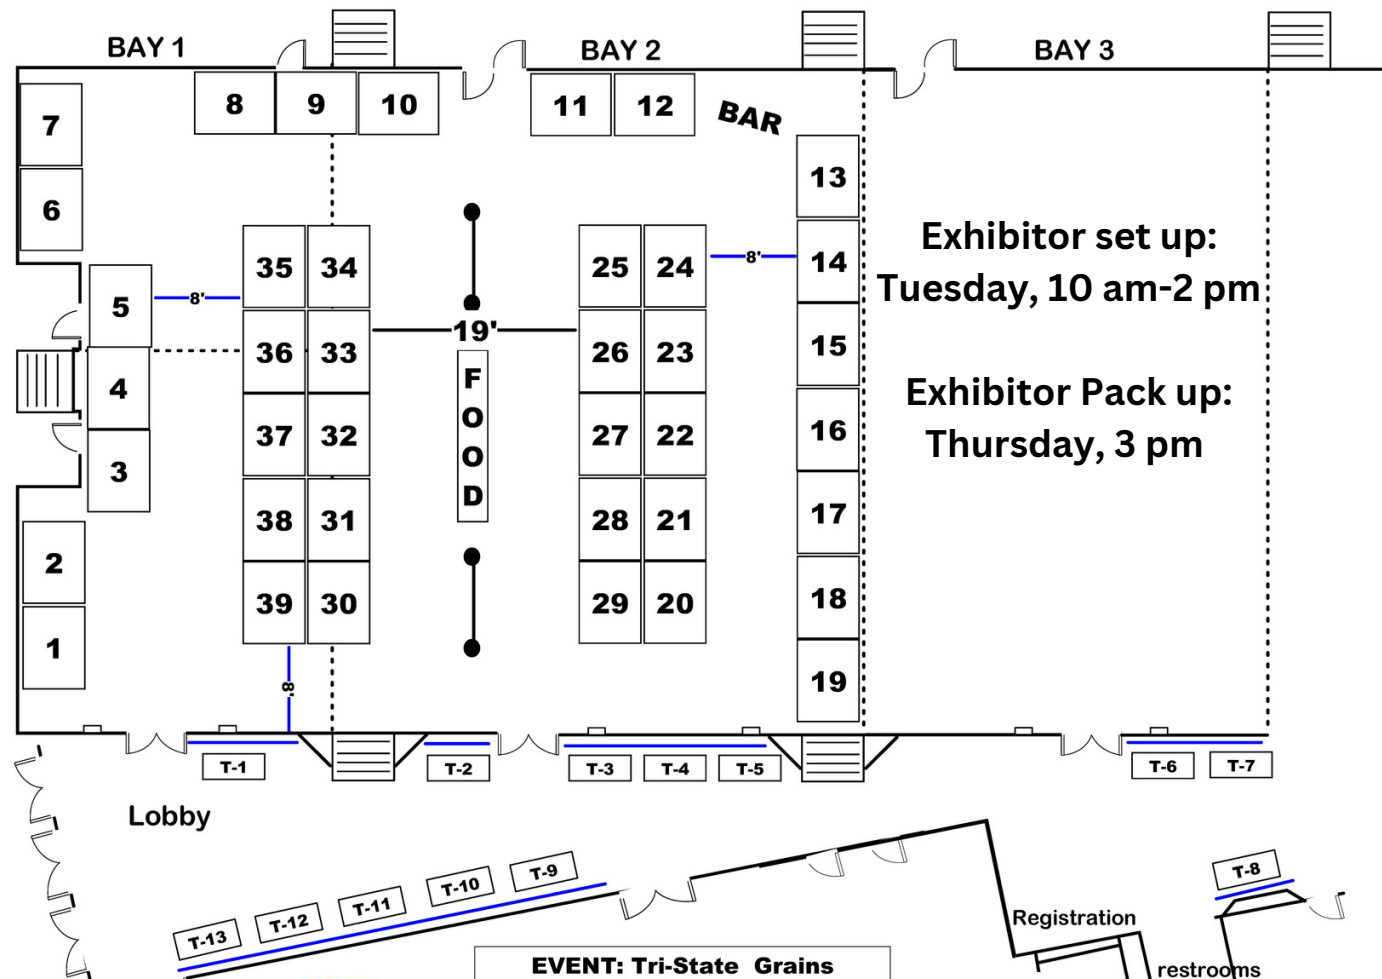 BAY 1
BAY 2
BAY 3
8
9
10
11
12
BAR
7
6
13
14
15
16
17
18
19
Exhibitor set up:
Tuesday, 10 am-2 pm
Exhibitor Pack up:
Thursday, 3 pm
5
4
3
2
1
8'
35
34
36
33
37
32
38
31
39
30
8'
19'
F
O
O
D
25
24
26
23
27
22
28
21
29
20
8'
T-1
T-2
T-3
T-4
T-5
T-6
T-7
Lobby
T-13
T-12
T-11
T-10
T-9
T-8
Registration
restrooms
EVENT: Tri-State Grains